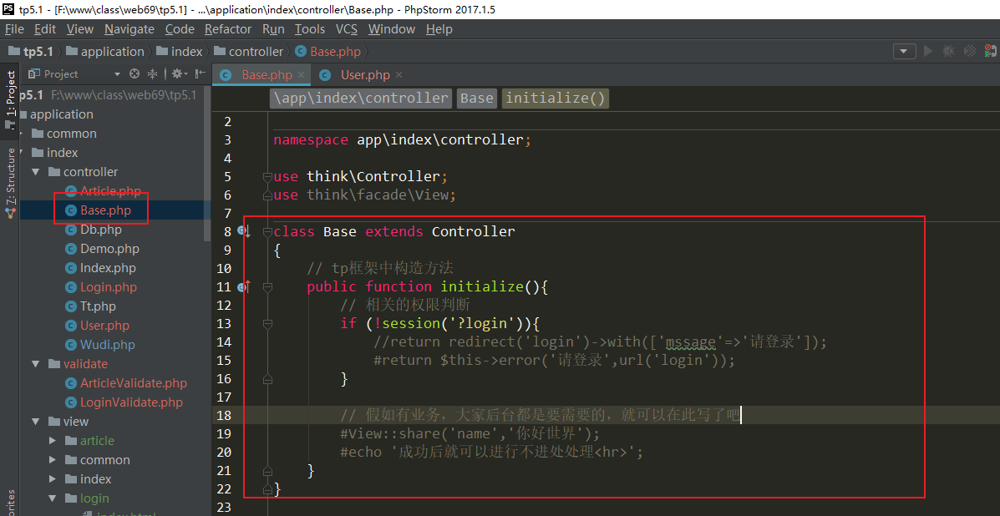 tp5.1 - [F:\www\class\web69\tp5.1] - ...\application\index\controller\Base.php - PhpStorm 2017.1.5
File Edit View Navigate Code Refactor Run Tools VCS Window Help
tp5.1 application index controller Base.php
Project
Base.php User.php
1: Project
7: Structure
p5.1 F:\www\class\web69\tp5.1
application
common
index
controller
Article.php
Base.php
Db.php
Demo.php
Index.php
Login.php
Tt.php
User.php
Wudi.php
validate
ArticleValidate.php
LoginValidate.php
view
article
common
index
login
index.html
\app\index\controller Base initialize()
2
3 namespace app\index\controller;
4
5 use think\Controller;
6 use think\facade\View;
7
8 class Base extends Controller
9 {
10 // tp框架中构造方法
11 public function initialize(){
12 // 相关的权限判断
13 if (!session('?login')){
14 //return redirect('login')->with(['mssage'=>'请登录']);
15 #return $this->error('请登录',url('login'));
16 }
17
18 // 假如有业务，大家后台都是要需要的，就可以在此写了吧
19 #View::share('name','你好世界');
20 #echo '成功后就可以进行不进处处理<hr>';
21 }
22 }
23